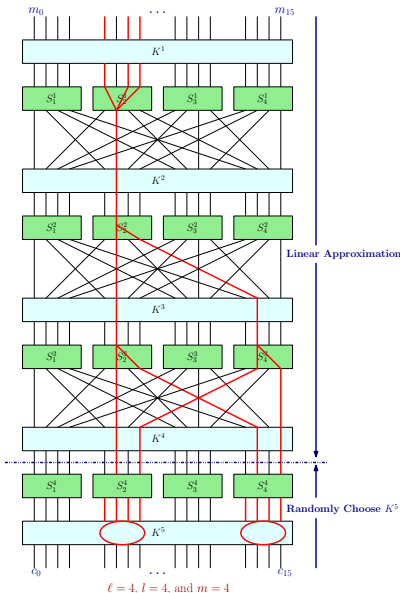 m₀ ... m₁₅
K¹
S₁¹ S₂¹ S₃¹ S₄¹
K²
S₁² S₂² S₃² S₄²
Linear Approximation
K³
S₁³ S₂³ S₃³ S₄³
K⁴
S₁⁴ S₂⁴ S₃⁴ S₄⁴
Randomly Choose K⁵
K⁵
c₀ ... c₁₅
ℓ = 4, l = 4, and m = 4